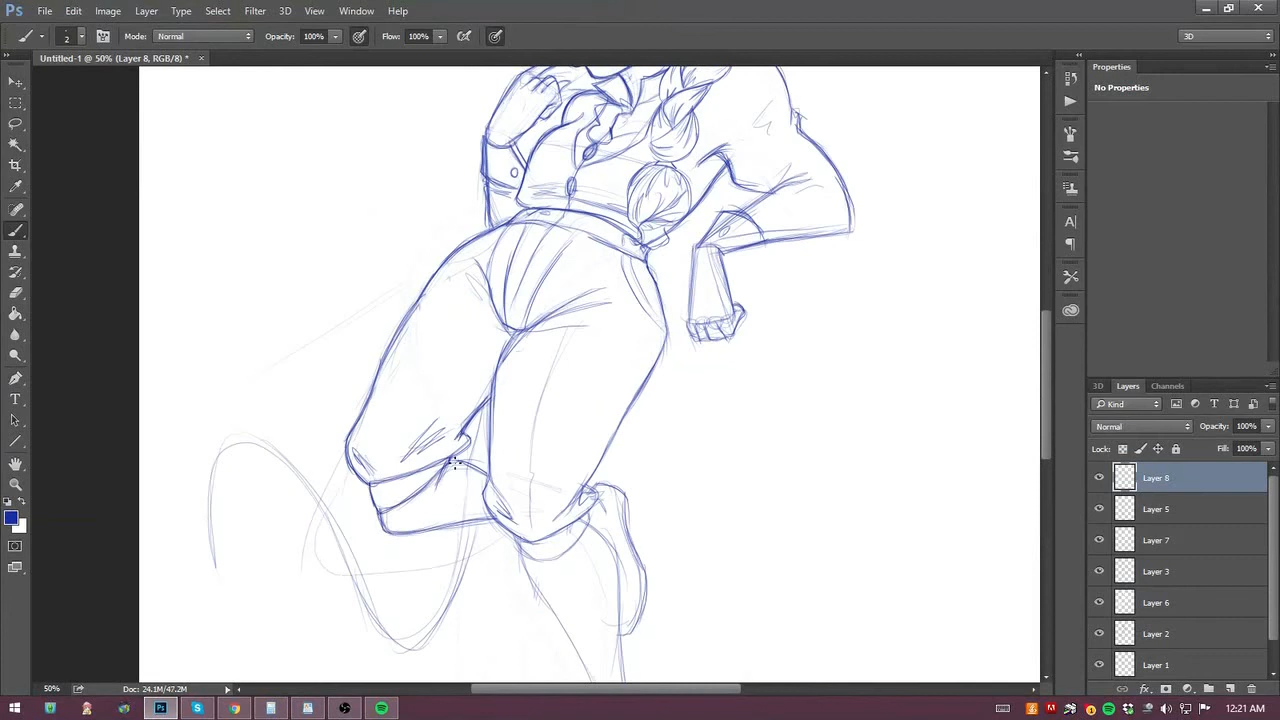 Ps File Edit Image Layer Type Select Filter 3D View Window Help
2 Mode: Normal Opacity: 100% Flow: 100% 3D
Untitled-1 @ 50% (Layer 8, RGB/8) *
Properties
No Properties
3D Layers Channels
Kind
Normal Opacity: 100%
Lock: Fill: 100%
Layer 8
Layer 5
Layer 7
Layer 3
Layer 6
Layer 2
Layer 1
50% Doc: 24.1M/47.2M
12:21 AM